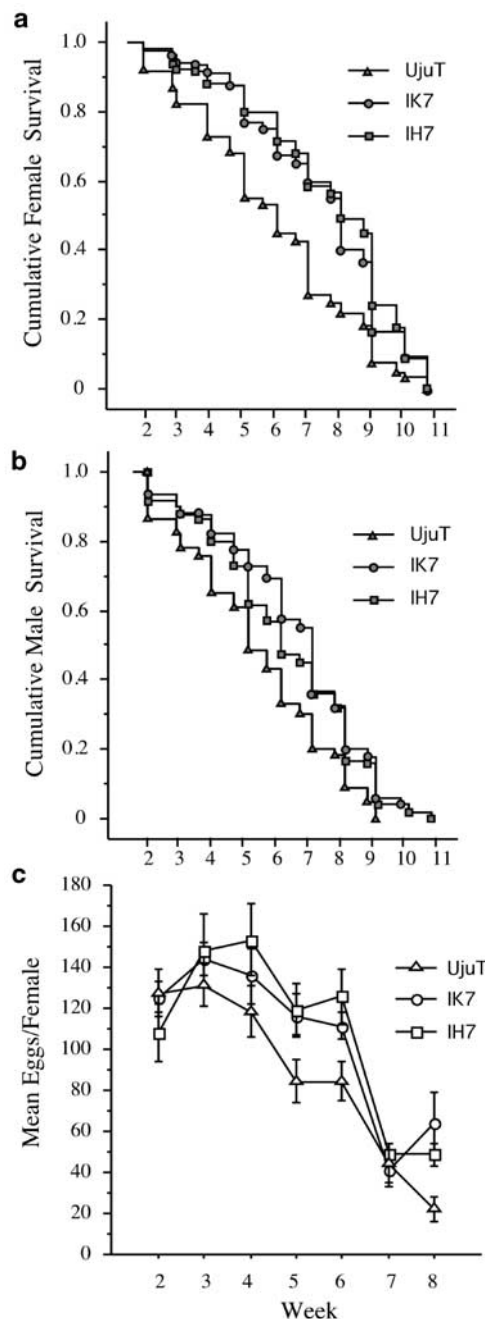 a
Cumulative Female Survival
1.0
0.8
0.6
0.4
0.2
0
UjuT
IK7
IH7
2 3 4 5 6 7 8 9 10 11
b
Cumulative Male Survival
1.0
0.8
0.6
0.4
0.2
0
UjuT
IK7
IH7
2 3 4 5 6 7 8 9 10 11
c
Mean Eggs/Female
180
160
140
120
100
80
60
40
20
0
UjuT
IK7
IH7
2 3 4 5 6 7 8
Week